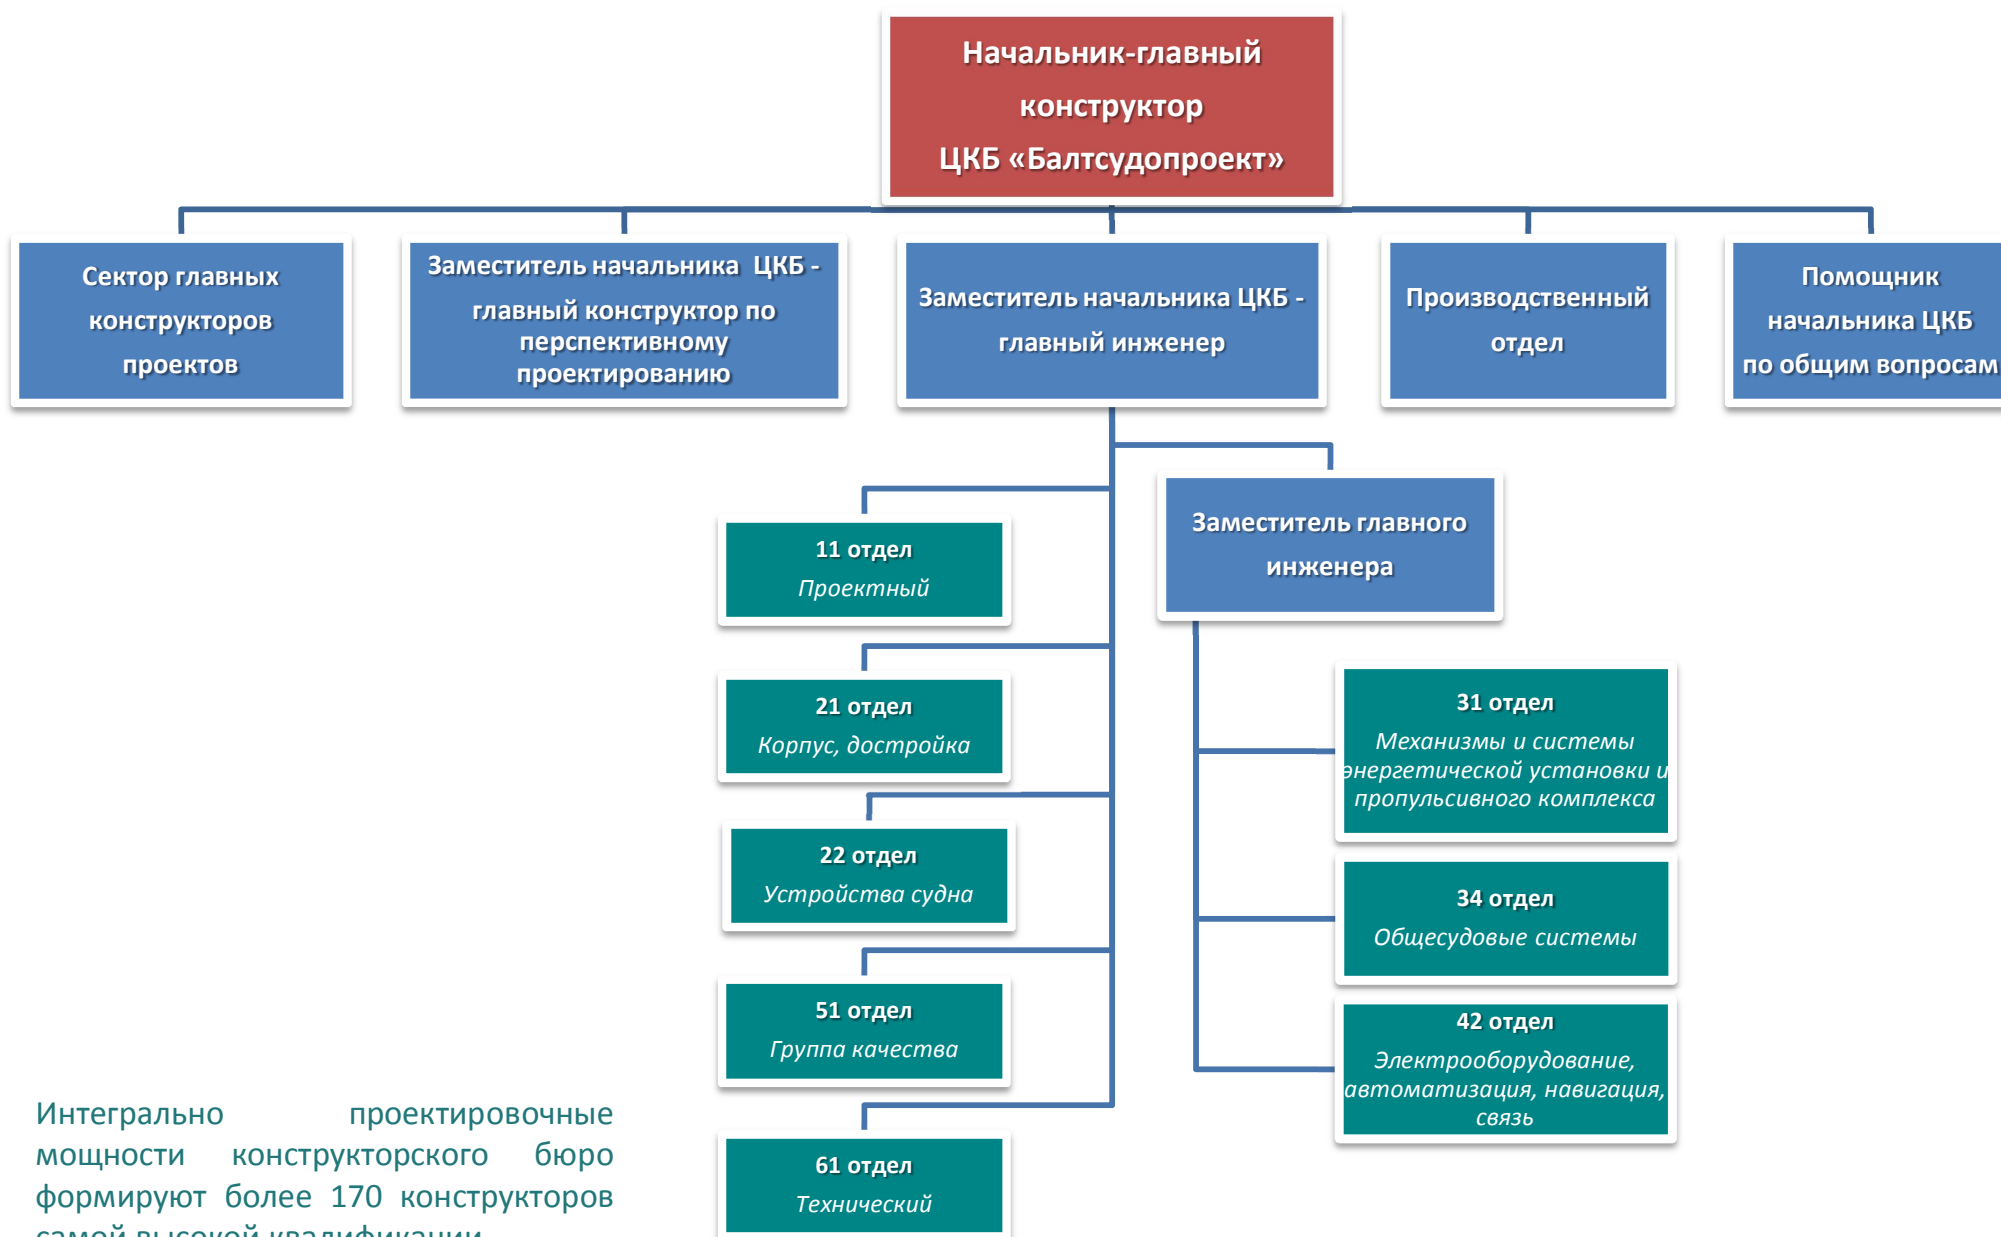 Начальник-главный
конструктор
ЦКБ «Балтсудопроект»
Сектор главных
конструкторов
проектов
Заместитель начальника ЦКБ -
главный конструктор по
перспективному
проектированию
Заместитель начальника ЦКБ -
главный инженер
Производственный
отдел
Помощник
начальника ЦКБ
по общим вопросам
Заместитель главного
инженера
11 отдел
Проектный
21 отдел
Корпус, достройка
22 отдел
Устройства судна
51 отдел
Группа качества
61 отдел
Технический
31 отдел
Механизмы и системы
энергетической установки и
пропульсивного комплекса
34 отдел
Общесудовые системы
42 отдел
Электрооборудование,
автоматизация, навигация,
связь
Интегрально проектировочные
мощности конструкторского бюро
формируют более 170 конструкторов
самой высокой квалификации